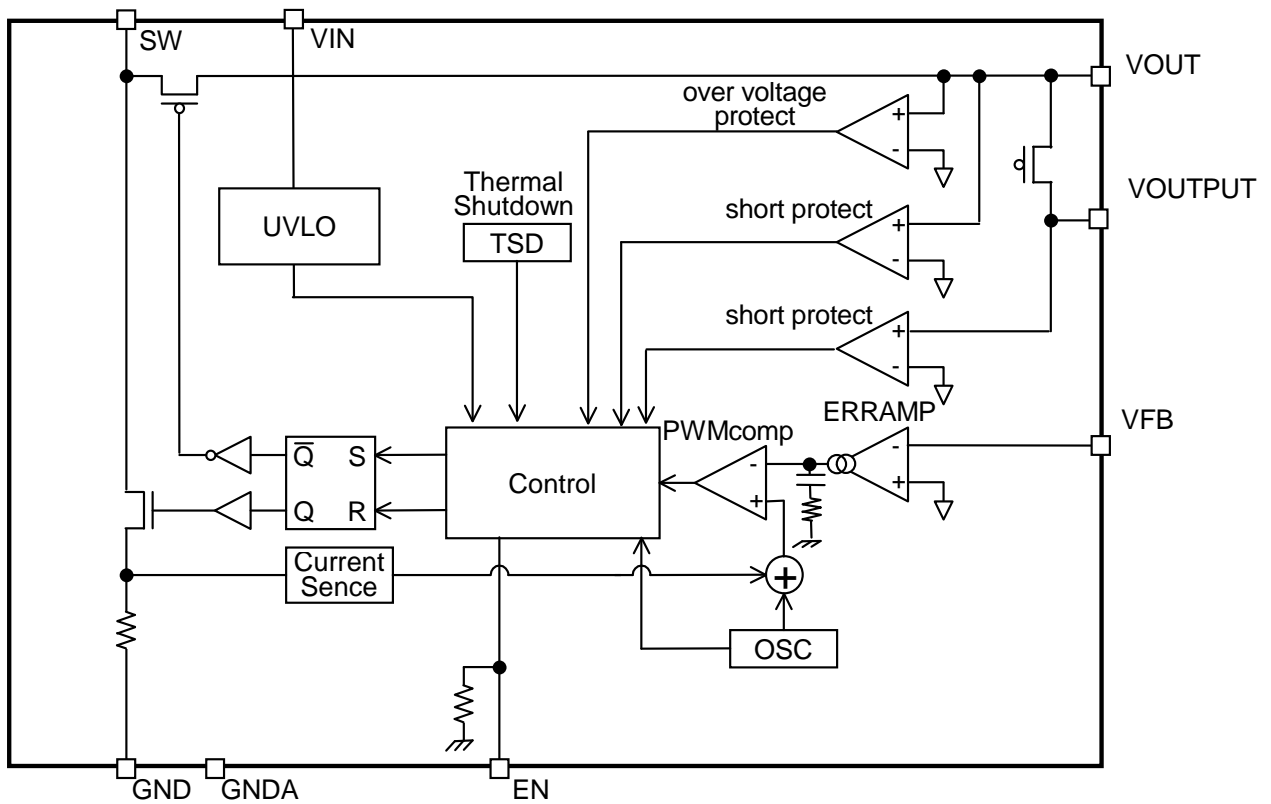 SW
VIN
VOUT
over voltage
protect
+
-
VOUTPUT
Thermal
Shutdown
TSD
UVLO
short protect
+
-
short protect
+
-
ERRAMP
VFB
PWMcomp
-
+
-
+
Q̅ S
Q R
Control
Current
Sence
+
OSC
GND
GNDA
EN